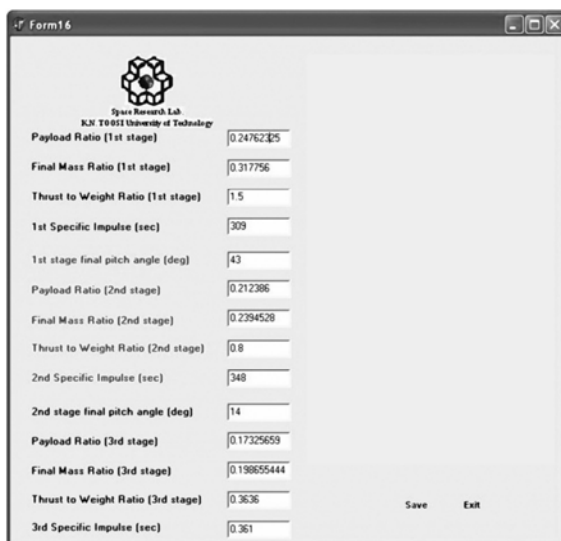 Form16
Space Research Lab.
K.N. TOOSI University of Technology
Payload Ratio (1st stage) 0.24762325
Final Mass Ratio (1st stage) 0.317756
Thrust to Weight Ratio (1st stage) 1.5
1st Specific Impulse (sec) 309
1st stage final pitch angle (deg) 43
Payload Ratio (2nd stage) 0.212386
Final Mass Ratio (2nd stage) 0.2394528
Thrust to Weight Ratio (2nd stage) 0.8
2nd Specific Impulse (sec) 348
2nd stage final pitch angle (deg) 14
Payload Ratio (3rd stage) 0.17325659
Final Mass Ratio (3rd stage) 0.198655444
Thrust to Weight Ratio (3rd stage) 0.3636
Save Exit
3rd Specific Impulse (sec) 0.361